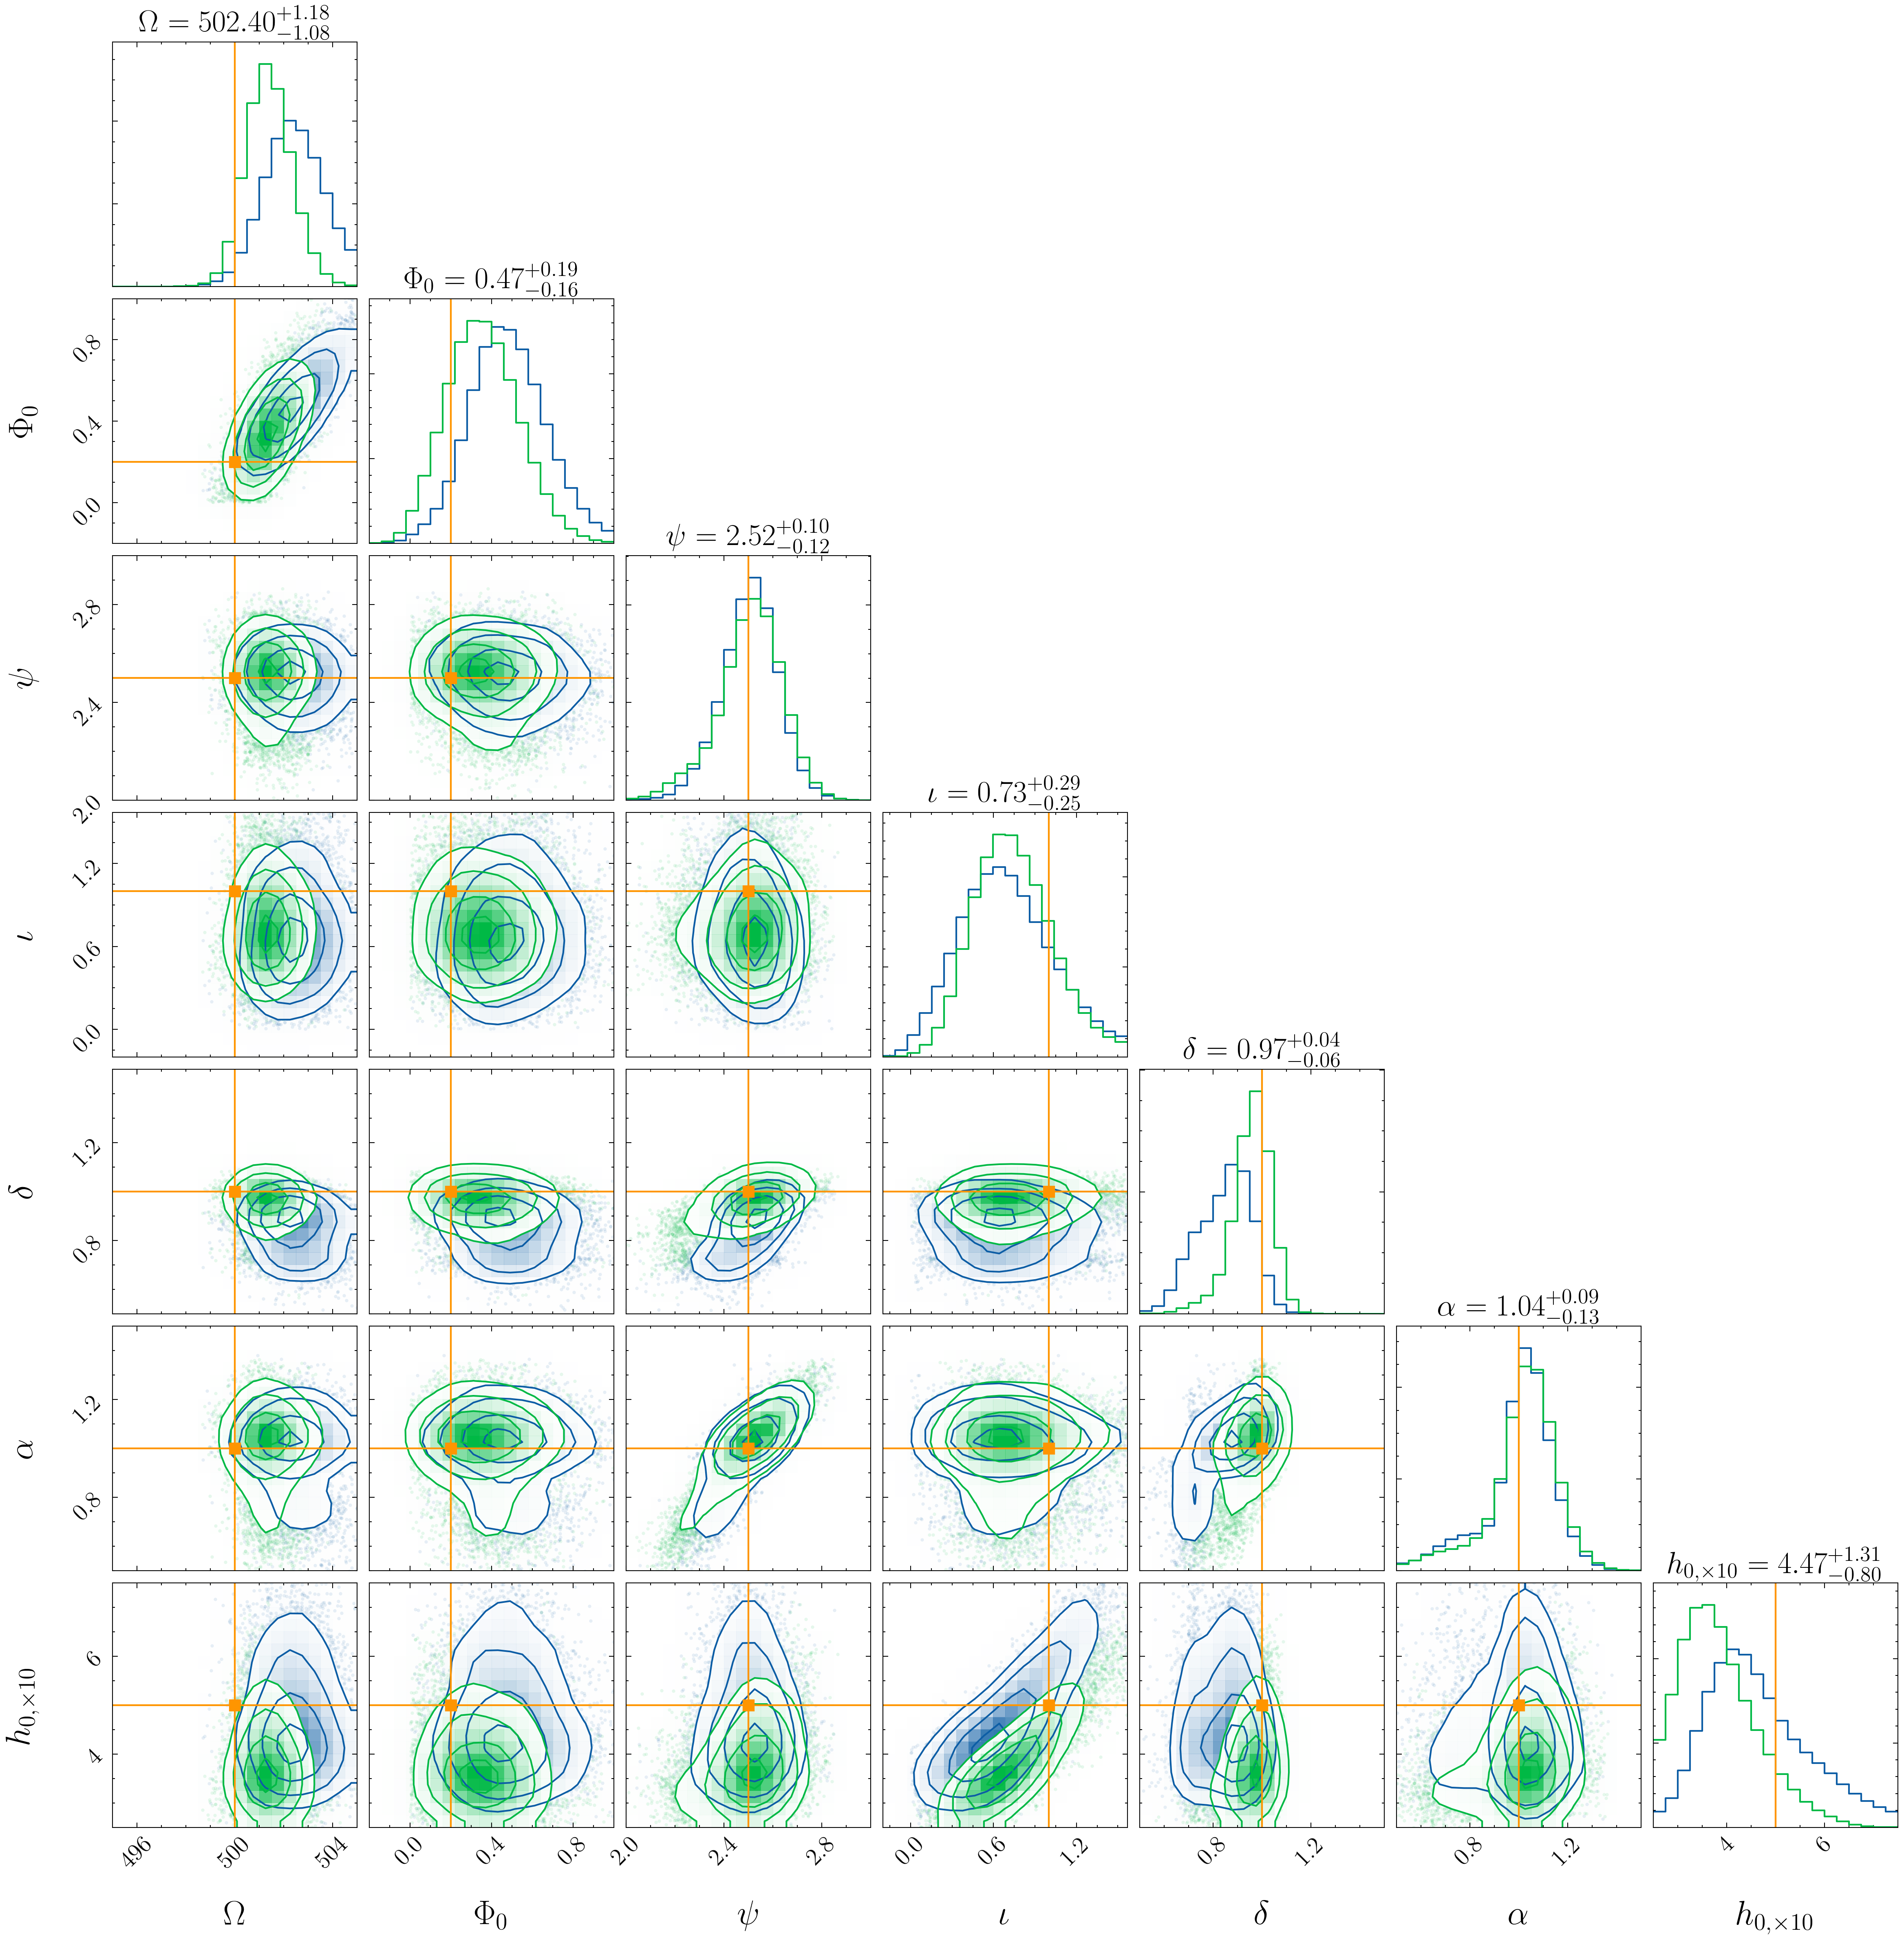 Ω = 502.40^{+1.18}_{-1.08}
Φ₀ = 0.47^{+0.19}_{-0.16}
0.8
0.4
0.0
Φ₀
ψ = 2.52^{+0.10}_{-0.12}
2.8
2.4
2.0
ψ
ι = 0.73^{+0.29}_{-0.25}
1.2
0.6
0.0
ι
δ = 0.97^{+0.04}_{-0.06}
1.2
0.8
δ
α = 1.04^{+0.09}_{-0.13}
1.2
0.8
α
h_{0,×10} = 4.47^{+1.31}_{-0.80}
6
4
h_{0,×10}
496 500 504 0.0 0.4 0.8 2.0 2.4 2.8 0.0 0.6 1.2 0.8 1.2 0.8 1.2 4 6
Ω Φ₀ ψ ι δ α h_{0,×10}